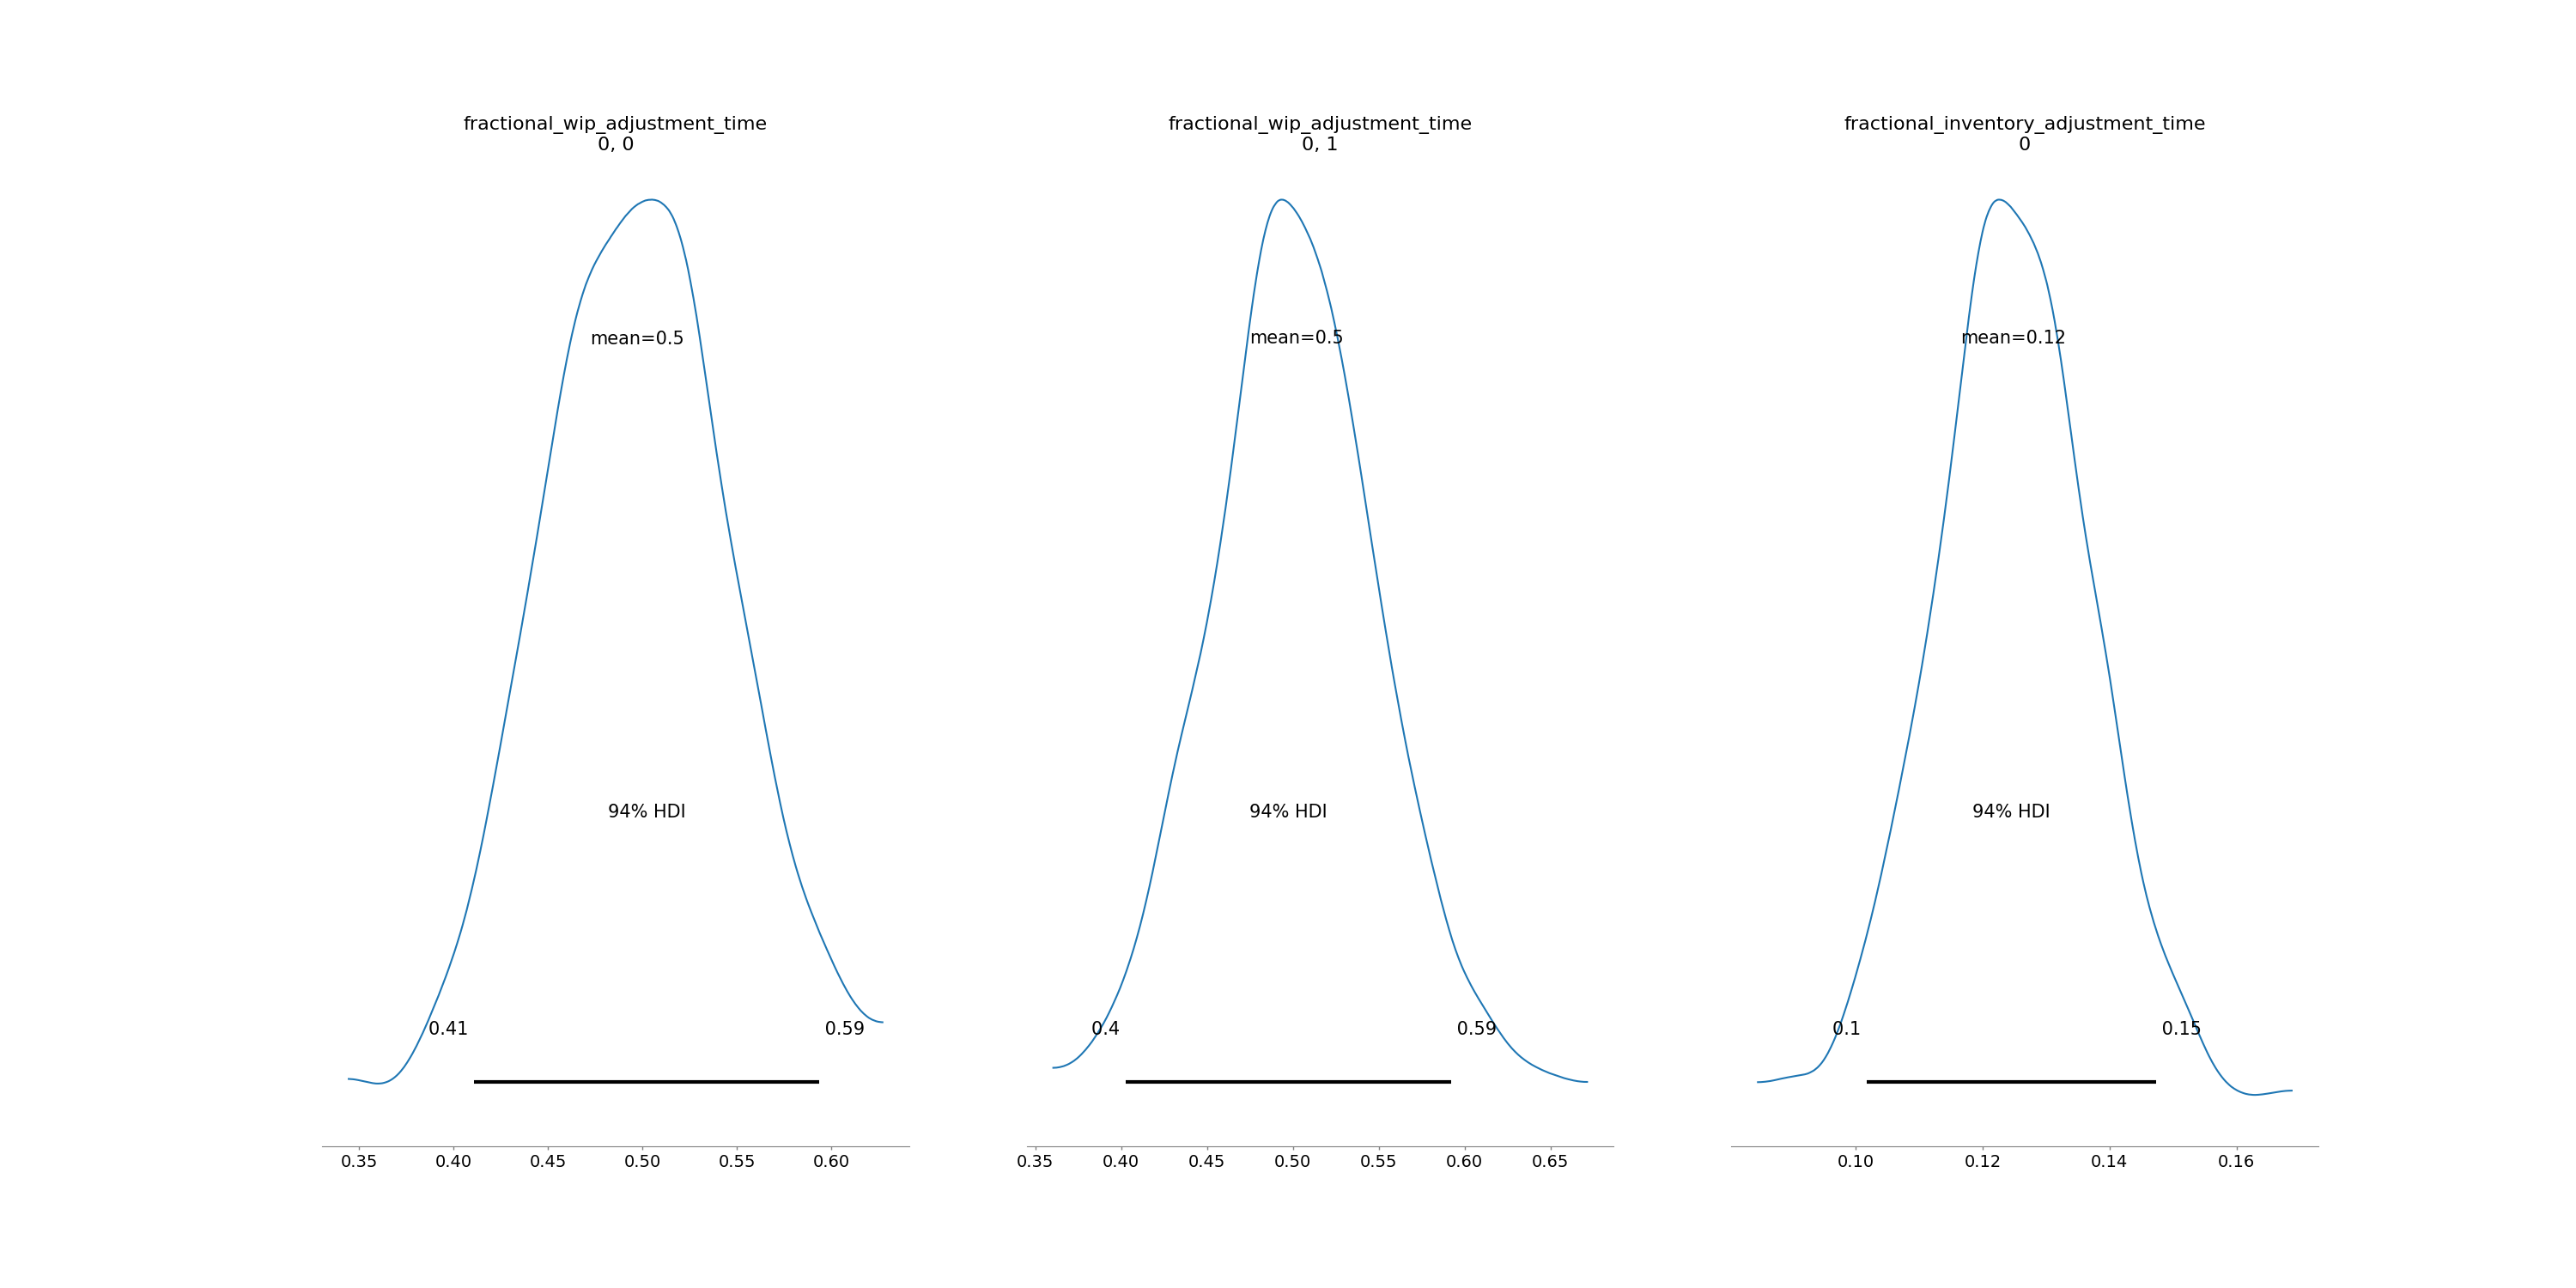 fractional_wip_adjustment_time
0, 0
mean=0.5
94% HDI
0.41
0.59
0.35 0.40 0.45 0.50 0.55 0.60
fractional_wip_adjustment_time
0, 1
mean=0.5
94% HDI
0.4
0.59
0.35 0.40 0.45 0.50 0.55 0.60 0.65
fractional_inventory_adjustment_time
0
mean=0.12
94% HDI
0.1
0.15
0.10 0.12 0.14 0.16